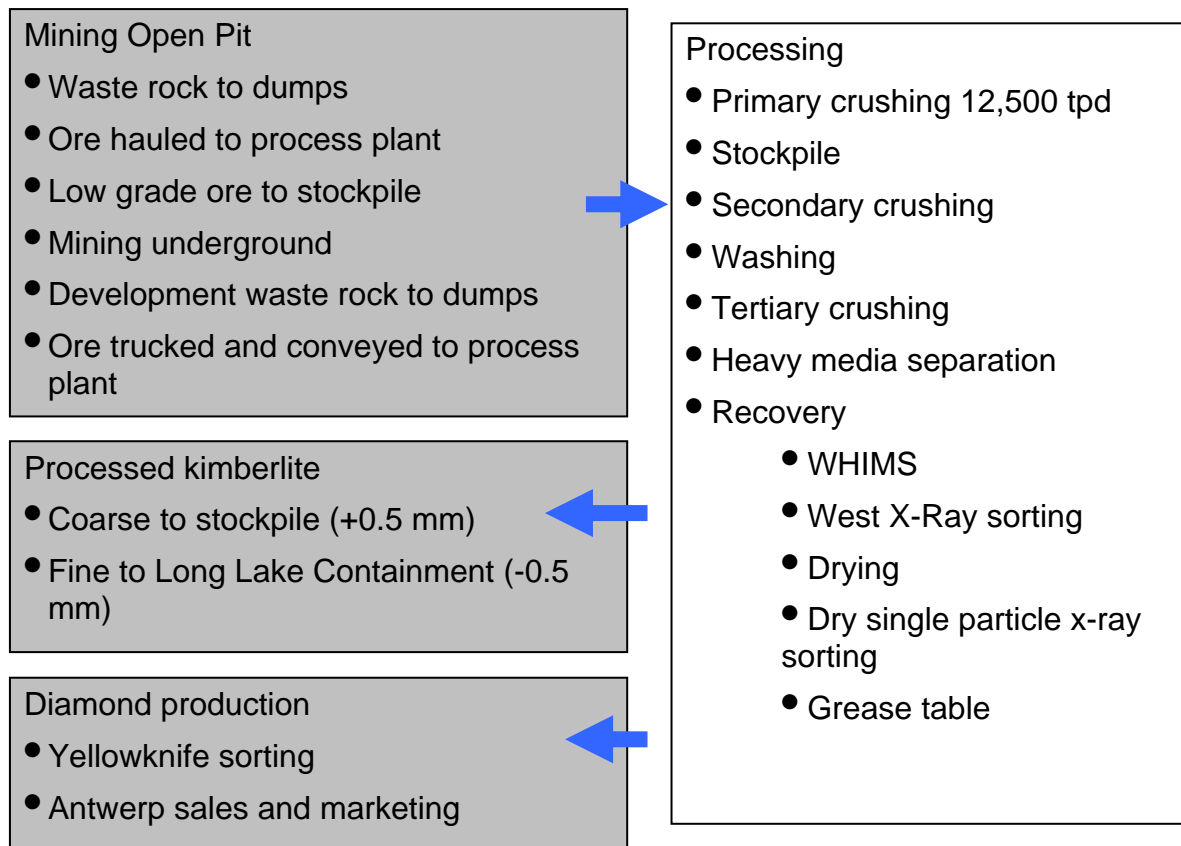 Mining Open Pit
● Waste rock to dumps
● Ore hauled to process plant
● Low grade ore to stockpile
● Mining underground
● Development waste rock to dumps
● Ore trucked and conveyed to process
plant
Processing
● Primary crushing 12,500 tpd
● Stockpile
● Secondary crushing
● Washing
● Tertiary crushing
● Heavy media separation
● Recovery
● WHIMS
● West X-Ray sorting
● Drying
● Dry single particle x-ray
sorting
● Grease table
Processed kimberlite
● Coarse to stockpile (+0.5 mm)
● Fine to Long Lake Containment (-0.5
mm)
Diamond production
● Yellowknife sorting
● Antwerp sales and marketing